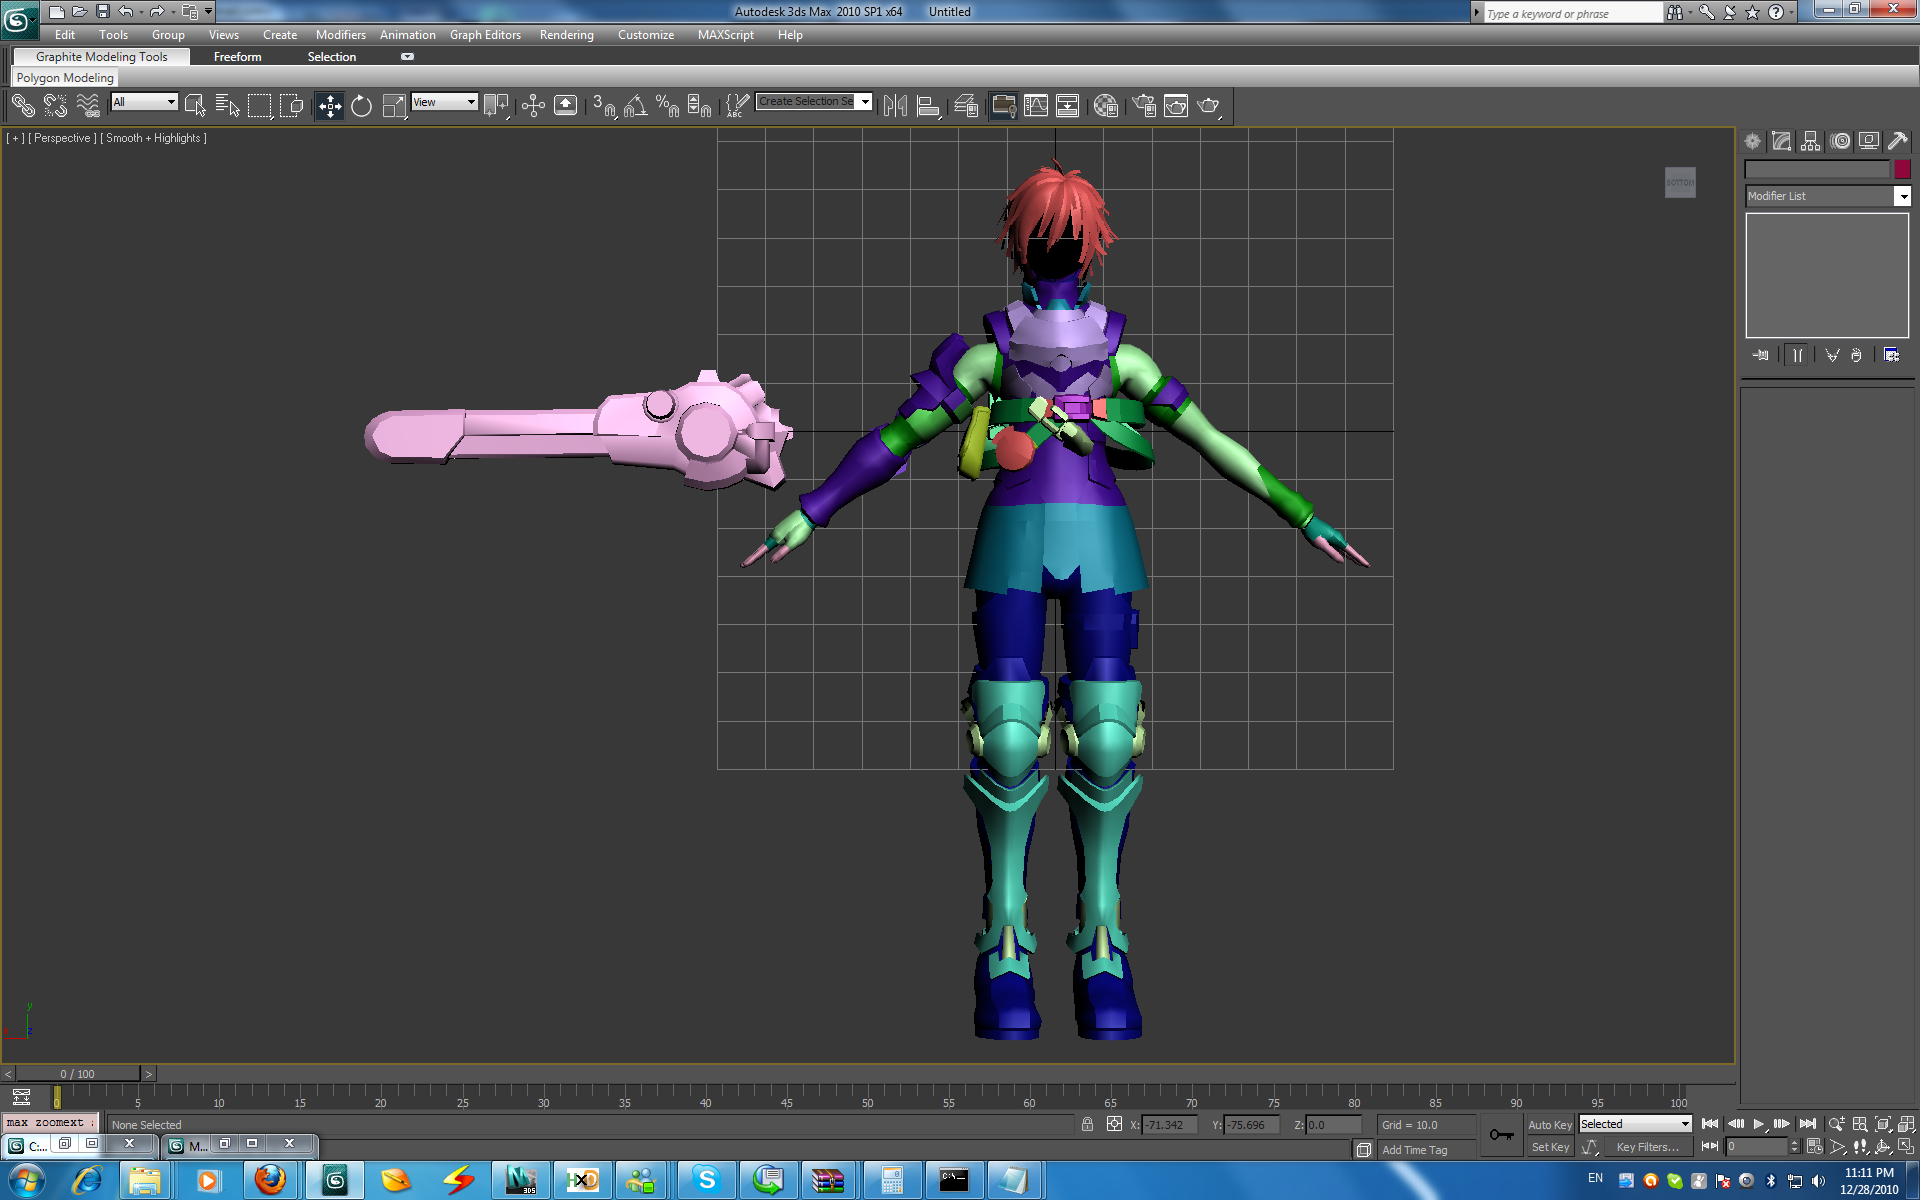 Autodesk 3ds Max 2010 SP1 x64 Untitled
Type a keyword or phrase
Edit Tools Group Views Create Modifiers Animation Graph Editors Rendering Customize MAXScript Help
Graphite Modeling Tools Freeform Selection
Polygon Modeling
All View Create Selection Se
[ + ] [ Perspective ] [ Smooth + Highlights ]
BOTTOM
Modifier List
y
z
< 0 / 100 >
0 5 10 15 20 25 30 35 40 45 50 55 60 65 70 75 80 85 90 95 100
max zoomext
None Selected
X: -71.342 Y: -75.696 Z: 0.0 Grid = 10.0
Auto Key Selected
Add Time Tag
Set Key Key Filters... 0
C:... M...
EN
11:11 PM
12/28/2010